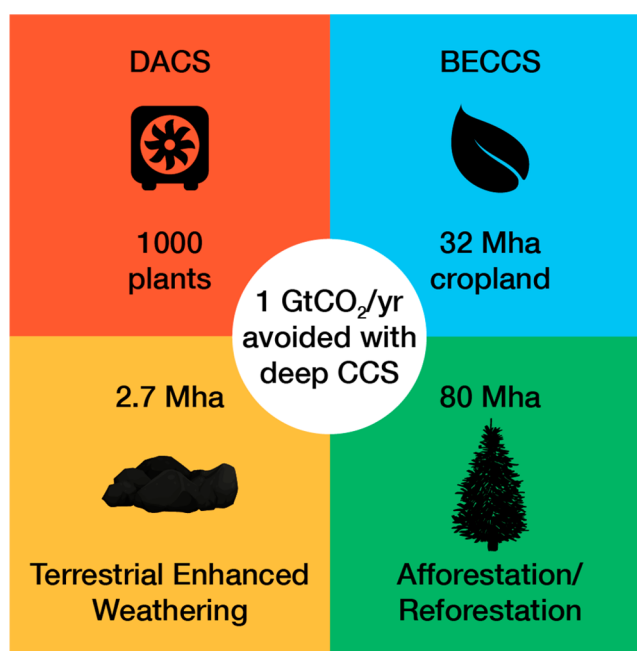 DACS
1000
plants
BECCS
32 Mha
cropland
1 GtCO₂/yr
avoided with
deep CCS
2.7 Mha
Terrestrial Enhanced
Weathering
80 Mha
Afforestation/
Reforestation